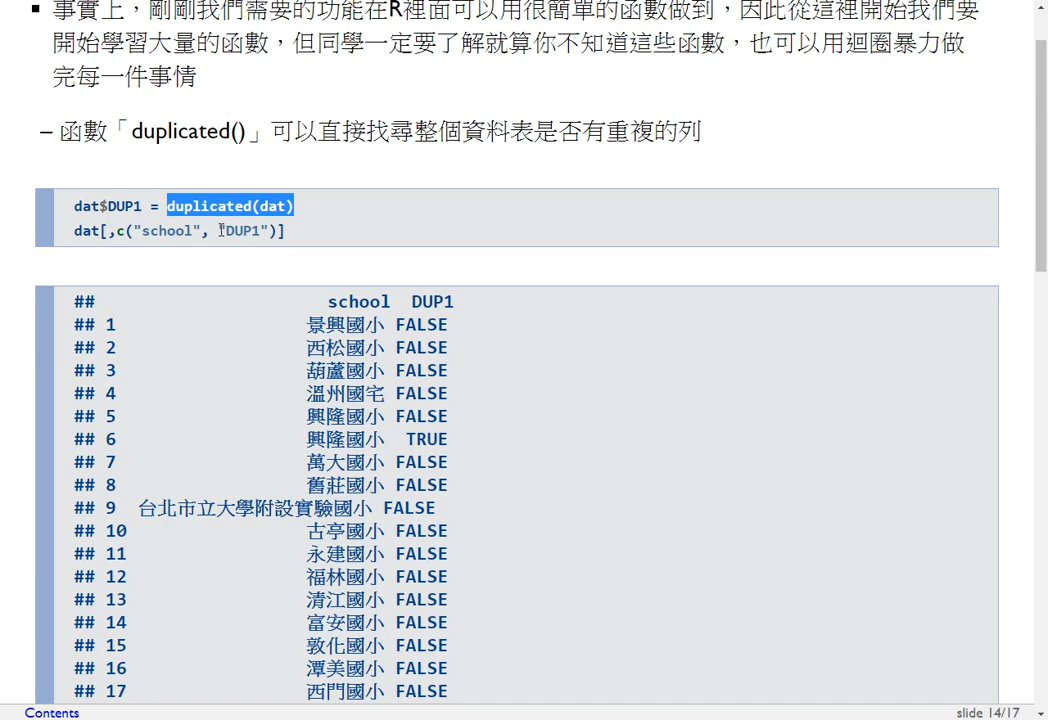 事實上，剛剛我們需要的功能在R裡面可以用很簡單的函數做到，因此從這裡開始我們要
開始學習大量的函數，但同學一定要了解就算你不知道這些函數，也可以用迴圈暴力做
完每一件事情
– 函數「duplicated()」可以直接找尋整個資料表是否有重複的列
dat$DUP1 = duplicated(dat)
dat[,c("school", "DUP1")]
## school DUP1
## 1 景興國小 FALSE
## 2 西松國小 FALSE
## 3 葫蘆國小 FALSE
## 4 溫州國宅 FALSE
## 5 興隆國小 FALSE
## 6 興隆國小 TRUE
## 7 萬大國小 FALSE
## 8 舊莊國小 FALSE
## 9 台北市立大學附設實驗國小 FALSE
## 10 古亭國小 FALSE
## 11 永建國小 FALSE
## 12 福林國小 FALSE
## 13 清江國小 FALSE
## 14 富安國小 FALSE
## 15 敦化國小 FALSE
## 16 潭美國小 FALSE
## 17 西門國小 FALSE
Contents
slide 14/17